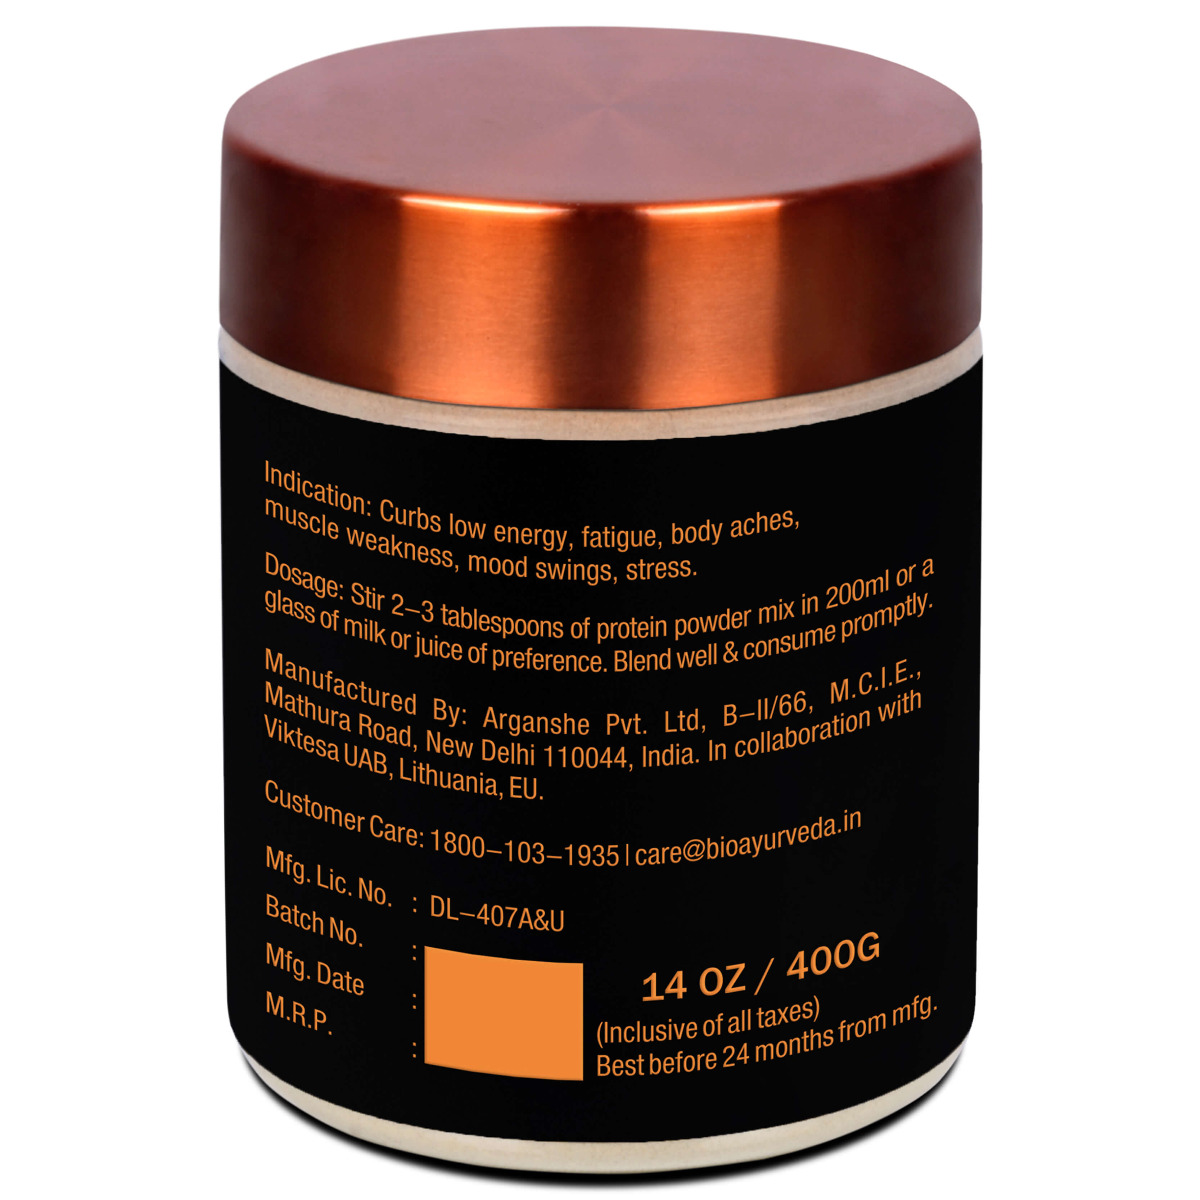 Indication: Curbs low energy, fatigue, body aches,
muscle weakness, mood swings, stress.
Dosage: Stir 2–3 tablespoons of protein powder mix in 200ml or a
glass of milk or juice of preference. Blend well & consume promptly.
Manufactured By: Arganshe Pvt. Ltd, B–II/66, M.C.I.E.,
Mathura Road, New Delhi 110044, India. In collaboration with
Viktesa UAB, Lithuania, EU.
Customer Care: 1800–103–1935 | care@bioayurveda.in
Mfg. Lic. No. : DL–407A&U
Batch No. :
Mfg. Date :
M.R.P. :
14 OZ / 400G
(Inclusive of all taxes)
Best before 24 months from mfg.